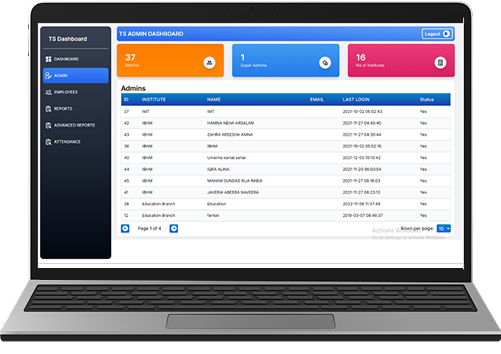 TS Dashboard
DASHBOARD
ADMIN
EMPLOYEES
REPORTS
ADVANCED REPORTS
ATTENDANCE
TS ADMIN DASHBOARD
Logout
37
Admins
1
Super Admins
16
No of Institutes
Admins
ID INSTITUTE NAME EMAIL LAST LOGIN Status
37 IMT IMT 2021-10-02 05:02:43 Yes
42 IBHM HAMNA NEHA ARSALAN 2021-11-27 04:45:40 Yes
43 IBHM ZAHRA AREESHA AMNA 2021-11-27 04:39:44 Yes
36 IBHM IBHM 2021-10-02 05:02:16 Yes
40 IBHM Umaima kainat sahar 2021-12-03 19:10:42 Yes
44 IBHM IQRA ALINA 2021-11-20 06:03:54 Yes
45 IBHM MAHAM SUNDAS RIJA RABIA 2021-11-27 06:18:03 Yes
41 IBHM JAVERIA ABEERA NAVEERA 2021-11-27 06:23:13 Yes
28 Education Branch Education 2022-11-08 11:37:48 Yes
12 Education Branch farhan 2019-03-07 08:46:37 Yes
Page 1 of 4 Rows per page: 10
Activate Windows
Go to Settings to activate Windows.